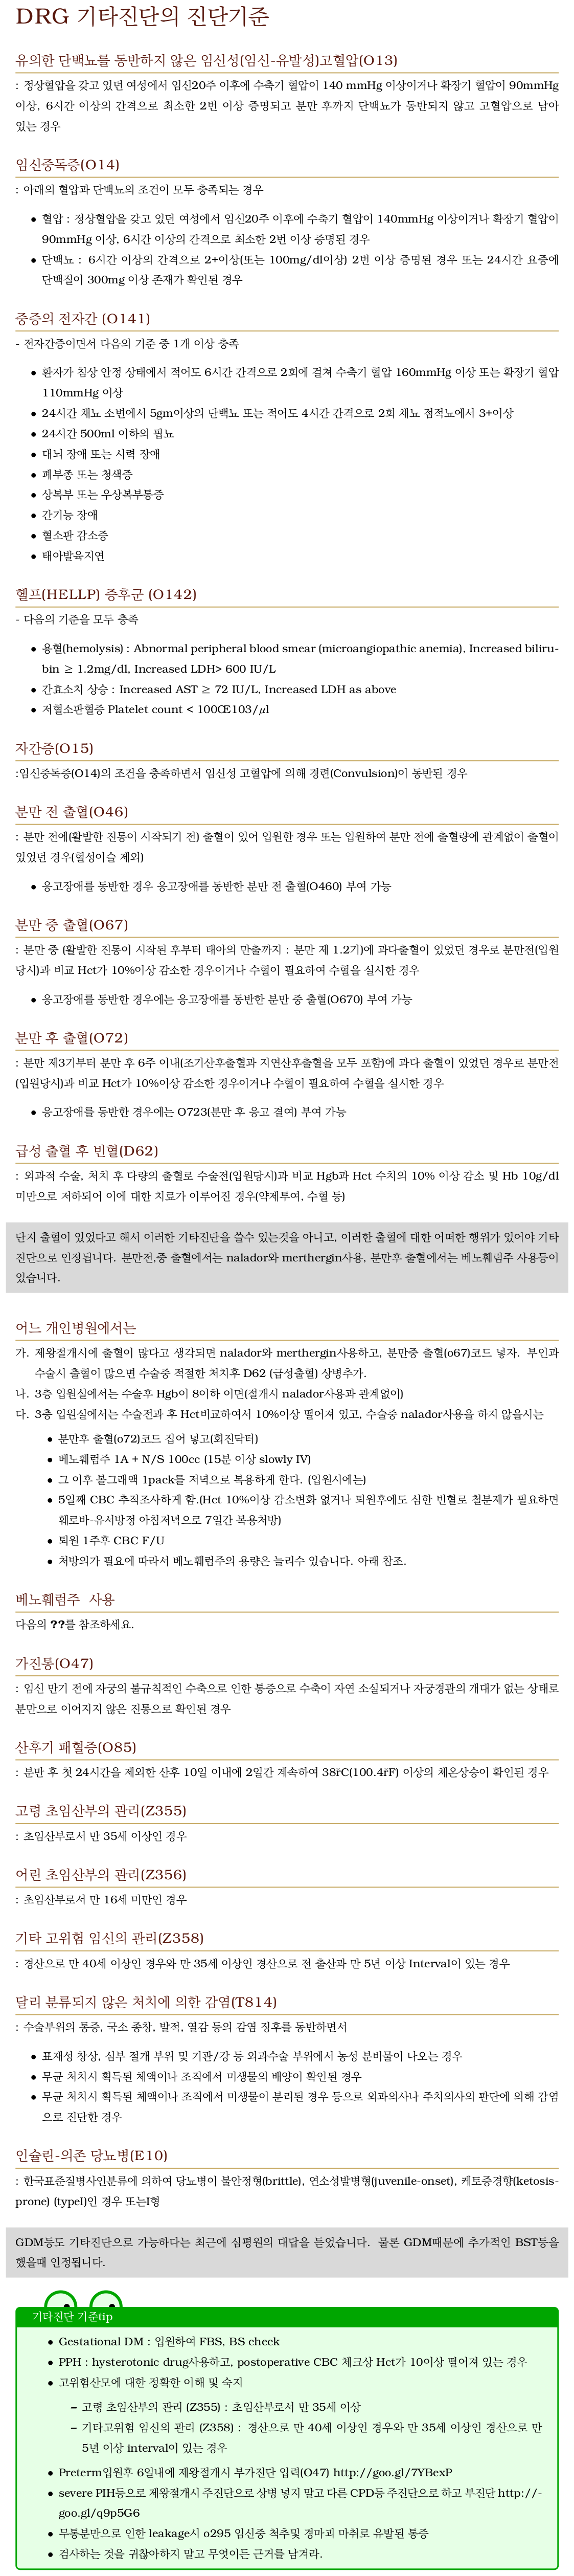 DRG 기타진단의 진단기준
유의한 단백뇨를 동반하지 않은 임신성(임신-유발성)고혈압(O13)
: 정상혈압을 갖고 있던 여성에서 임신20주 이후에 수축기 혈압이 140 mmHg 이상이거나 확장기 혈압이 90mmHg
이상, 6시간 이상의 간격으로 최소한 2번 이상 증명되고 분만 후까지 단백뇨가 동반되지 않고 고혈압으로 남아
있는 경우
임신중독증(O14)
: 아래의 혈압과 단백뇨의 조건이 모두 충족되는 경우
• 혈압 : 정상혈압을 갖고 있던 여성에서 임신20주 이후에 수축기 혈압이 140mmHg 이상이거나 확장기 혈압이
90mmHg 이상, 6시간 이상의 간격으로 최소한 2번 이상 증명된 경우
• 단백뇨 : 6시간 이상의 간격으로 2+이상(또는 100mg/dl이상) 2번 이상 증명된 경우 또는 24시간 요중에
단백질이 300mg 이상 존재가 확인된 경우
중증의 전자간 (O141)
- 전자간증이면서 다음의 기준 중 1개 이상 충족
• 환자가 침상 안정 상태에서 적어도 6시간 간격으로 2회에 걸쳐 수축기 혈압 160mmHg 이상 또는 확장기 혈압
110mmHg 이상
• 24시간 채뇨 소변에서 5gm이상의 단백뇨 또는 적어도 4시간 간격으로 2회 채뇨 점적뇨에서 3+이상
• 24시간 500ml 이하의 핍뇨
• 대뇌 장애 또는 시력 장애
• 폐부종 또는 청색증
• 상복부 또는 우상복부통증
• 간기능 장애
• 혈소판 감소증
• 태아발육지연
헬프(HELLP) 증후군 (O142)
- 다음의 기준을 모두 충족
• 용혈(hemolysis) : Abnormal peripheral blood smear (microangiopathic anemia), Increased biliru-
bin ≥ 1.2mg/dl, Increased LDH> 600 IU/L
• 간효소치 상승 : Increased AST ≥ 72 IU/L, Increased LDH as above
• 저혈소판혈증 Platelet count < 100Œ103/μl
자간증(O15)
:임신중독증(O14)의 조건을 충족하면서 임신성 고혈압에 의해 경련(Convulsion)이 동반된 경우
분만 전 출혈(O46)
: 분만 전에(활발한 진통이 시작되기 전) 출혈이 있어 입원한 경우 또는 입원하여 분만 전에 출혈량에 관계없이 출혈이
있었던 경우(혈성이슬 제외)
• 응고장애를 동반한 경우 응고장애를 동반한 분만 전 출혈(O460) 부여 가능
분만 중 출혈(O67)
: 분만 중 (활발한 진통이 시작된 후부터 태아의 만출까지 : 분만 제 1.2기)에 과다출혈이 있었던 경우로 분만전(입원
당시)과 비교 Hct가 10%이상 감소한 경우이거나 수혈이 필요하여 수혈을 실시한 경우
• 응고장애를 동반한 경우에는 응고장애를 동반한 분만 중 출혈(O670) 부여 가능
분만 후 출혈(O72)
: 분만 제3기부터 분만 후 6주 이내(조기산후출혈과 지연산후출혈을 모두 포함)에 과다 출혈이 있었던 경우로 분만전
(입원당시)과 비교 Hct가 10%이상 감소한 경우이거나 수혈이 필요하여 수혈을 실시한 경우
• 응고장애를 동반한 경우에는 O723(분만 후 응고 결여) 부여 가능
급성 출혈 후 빈혈(D62)
: 외과적 수술, 처치 후 다량의 출혈로 수술전(입원당시)과 비교 Hgb과 Hct 수치의 10% 이상 감소 및 Hb 10g/dl
미만으로 저하되어 이에 대한 치료가 이루어진 경우(약제투여, 수혈 등)
단지 출혈이 있었다고 해서 이러한 기타진단을 쓸수 있는것을 아니고, 이러한 출혈에 대한 어떠한 행위가 있어야 기타
진단으로 인정됩니다. 분만전,중 출혈에서는 nalador와 merthergin사용, 분만후 출혈에서는 베노훼럼주 사용등이
있습니다.
어느 개인병원에서는
가. 제왕절개시에 출혈이 많다고 생각되면 nalador와 merthergin사용하고, 분만중 출혈(o67)코드 넣자. 부인과
수술시 출혈이 많으면 수술중 적절한 처치후 D62 (급성출혈) 상병추가.
나. 3층 입원실에서는 수술후 Hgb이 8이하 이면(절개시 nalador사용과 관계없이)
다. 3층 입원실에서는 수술전과 후 Hct비교하여서 10%이상 떨어져 있고, 수술중 nalador사용을 하지 않을시는
• 분만후 출혈(o72)코드 집어 넣고(회진닥터)
• 베노훼럼주 1A + N/S 100cc (15분 이상 slowly IV)
• 그 이후 볼그래액 1pack를 저녁으로 복용하게 한다. (입원시에는)
• 5일째 CBC 추적조사하게 함.(Hct 10%이상 감소변화 없거나 퇴원후에도 심한 빈혈로 철분제가 필요하면
훼로바-유서방정 아침저녁으로 7일간 복용처방)
• 퇴원 1주후 CBC F/U
• 처방의가 필요에 따라서 베노훼럼주의 용량은 늘리수 있습니다. 아래 참조.
베노훼럼주 사용
다음의 ??를 참조하세요.
가진통(O47)
: 임신 만기 전에 자궁의 불규칙적인 수축으로 인한 통증으로 수축이 자연 소실되거나 자궁경관의 개대가 없는 상태로
분만으로 이어지지 않은 진통으로 확인된 경우
산후기 패혈증(O85)
: 분만 후 첫 24시간을 제외한 산후 10일 이내에 2일간 계속하여 38řC(100.4řF) 이상의 체온상승이 확인된 경우
고령 초임산부의 관리(Z355)
: 초임산부로서 만 35세 이상인 경우
어린 초임산부의 관리(Z356)
: 초임산부로서 만 16세 미만인 경우
기타 고위험 임신의 관리(Z358)
: 경산으로 만 40세 이상인 경우와 만 35세 이상인 경산으로 전 출산과 만 5년 이상 Interval이 있는 경우
달리 분류되지 않은 처치에 의한 감염(T814)
: 수술부위의 통증, 국소 종창, 발적, 열감 등의 감염 징후를 동반하면서
• 표재성 창상, 심부 절개 부위 및 기관/강 등 외과수술 부위에서 농성 분비물이 나오는 경우
• 무균 처치시 획득된 체액이나 조직에서 미생물의 배양이 확인된 경우
• 무균 처치시 획득된 체액이나 조직에서 미생물이 분리된 경우 등으로 외과의사나 주치의사의 판단에 의해 감염
으로 진단한 경우
인슐린-의존 당뇨병(E10)
: 한국표준질병사인분류에 의하여 당뇨병이 불안정형(brittle), 연소성발병형(juvenile-onset), 케토증경향(ketosis-
prone) (typeI)인 경우 또는I형
GDM등도 기타진단으로 가능하다는 최근에 심평원의 대답을 듣었습니다. 물론 GDM때문에 추가적인 BST등을
했을때 인정됩니다.
기타진단 기준tip
• Gestational DM : 입원하여 FBS, BS check
• PPH : hysterotonic drug사용하고, postoperative CBC 체크상 Hct가 10이상 떨어져 있는 경우
• 고위험산모에 대한 정확한 이해 및 숙지
– 고령 초임산부의 관리 (Z355) : 초임산부로서 만 35세 이상
– 기타고위험 임신의 관리 (Z358) : 경산으로 만 40세 이상인 경우와 만 35세 이상인 경산으로 만
5년 이상 interval이 있는 경우
• Preterm입원후 6일내에 제왕절개시 부가진단 입력(O47) http://goo.gl/7YBexP
• severe PIH등으로 제왕절개시 주진단으로 상병 넣지 말고 다른 CPD등 주진단으로 하고 부진단 http://-
goo.gl/q9p5G6
• 무통분만으로 인한 leakage시 o295 임신중 척추및 경마괴 마취로 유발된 통증
• 검사하는 것을 귀찮아하지 말고 무엇이든 근거를 남겨라.